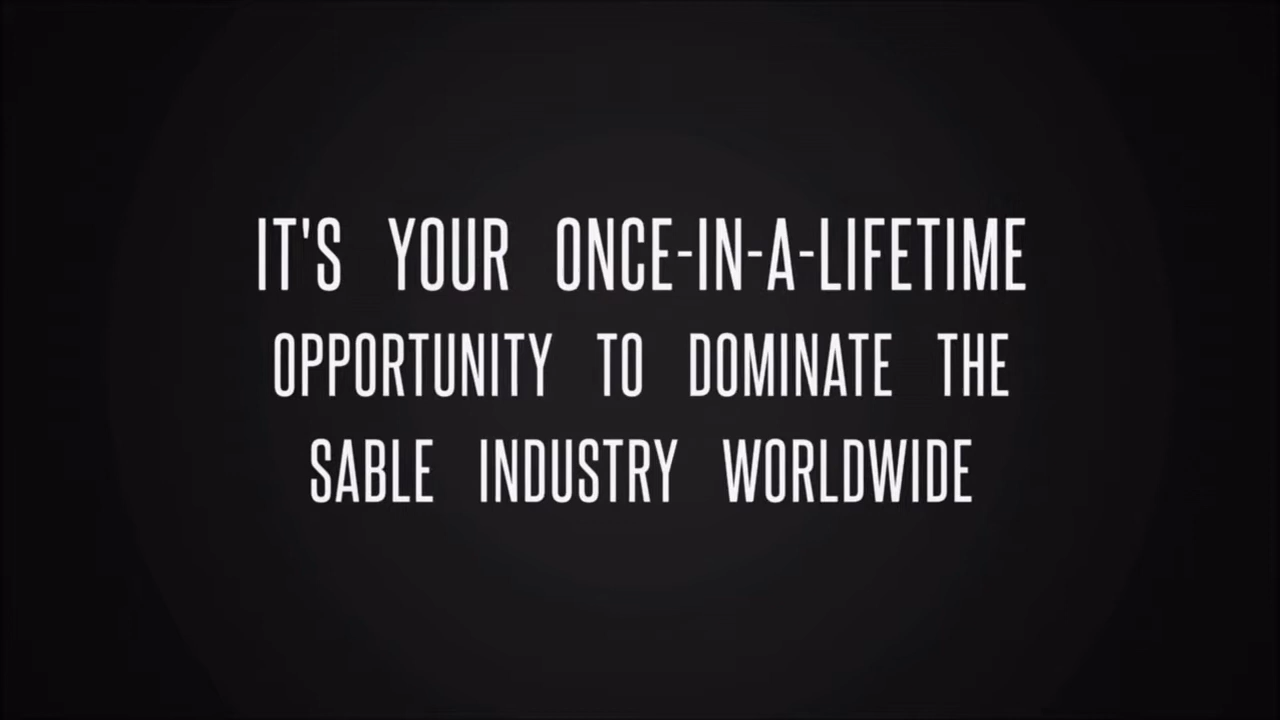 IT'S YOUR ONCE-IN-A-LIFETIME
OPPORTUNITY TO DOMINATE THE
SABLE INDUSTRY WORLDWIDE